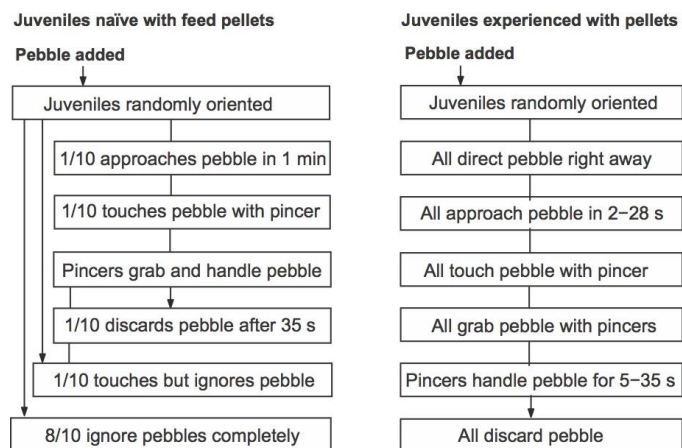 Juveniles naïve with feed pellets
Pebble added
Juveniles randomly oriented
1/10 approaches pebble in 1 min
1/10 touches pebble with pincer
Pincers grab and handle pebble
1/10 discards pebble after 35 s
1/10 touches but ignores pebble
8/10 ignore pebbles completely
Juveniles experienced with pellets
Pebble added
Juveniles randomly oriented
All direct pebble right away
All approach pebble in 2–28 s
All touch pebble with pincer
All grab pebble with pincers
Pincers handle pebble for 5–35 s
All discard pebble